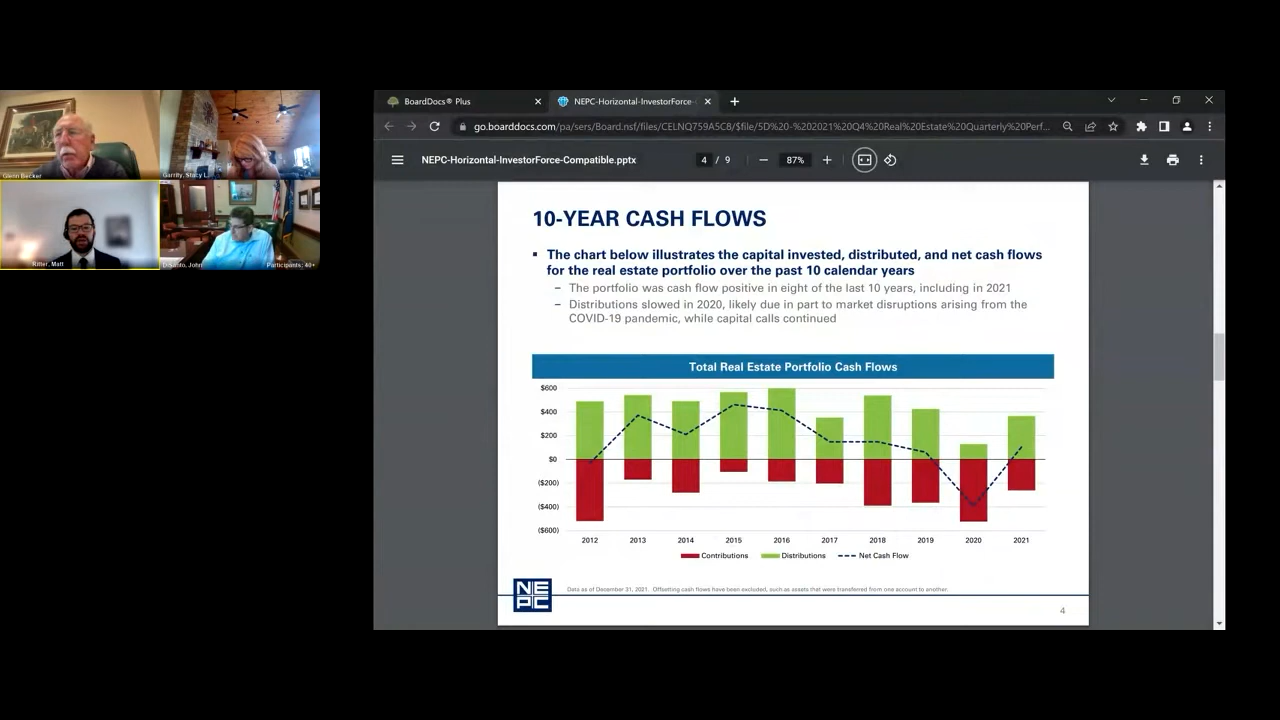 Glenn Becker
Garrity, Stacy L.
Ritter, Matt
DiSanto, John
Participants: 40+
BoardDocs® Plus
NEPC-Horizontal-InvestorForce-
go.boarddocs.com/pa/sers/Board.nsf/files/CELNQ759A5C8/$file/5D%20-%202021%20Q4%20Real%20Estate%20Quarterly%20Perf...
NEPC-Horizontal-InvestorForce-Compatible.pptx
4 / 9
87%
10-YEAR CASH FLOWS
▪ The chart below illustrates the capital invested, distributed, and net cash flows
for the real estate portfolio over the past 10 calendar years
– The portfolio was cash flow positive in eight of the last 10 years, including in 2021
– Distributions slowed in 2020, likely due in part to market disruptions arising from the
COVID-19 pandemic, while capital calls continued
Total Real Estate Portfolio Cash Flows
$600
$400
$200
$0
($200)
($400)
($600)
2012 2013 2014 2015 2016 2017 2018 2019 2020 2021
Contributions Distributions Net Cash Flow
NE
PC
Data as of December 31, 2021. Offsetting cash flows have been excluded, such as assets that were transferred from one account to another.
4